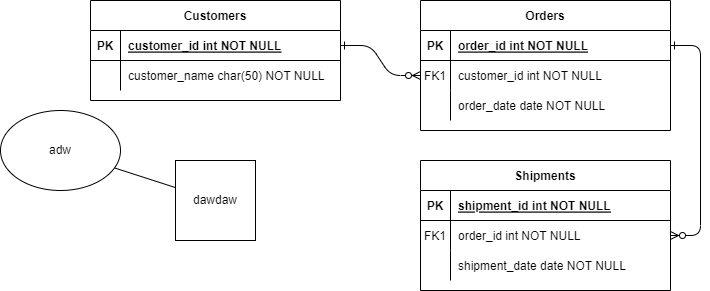 Customers
PK customer_id int NOT NULL
customer_name char(50) NOT NULL
Orders
PK order_id int NOT NULL
FK1 customer_id int NOT NULL
order_date date NOT NULL
adw
dawdaw
Shipments
PK shipment_id int NOT NULL
FK1 order_id int NOT NULL
shipment_date date NOT NULL